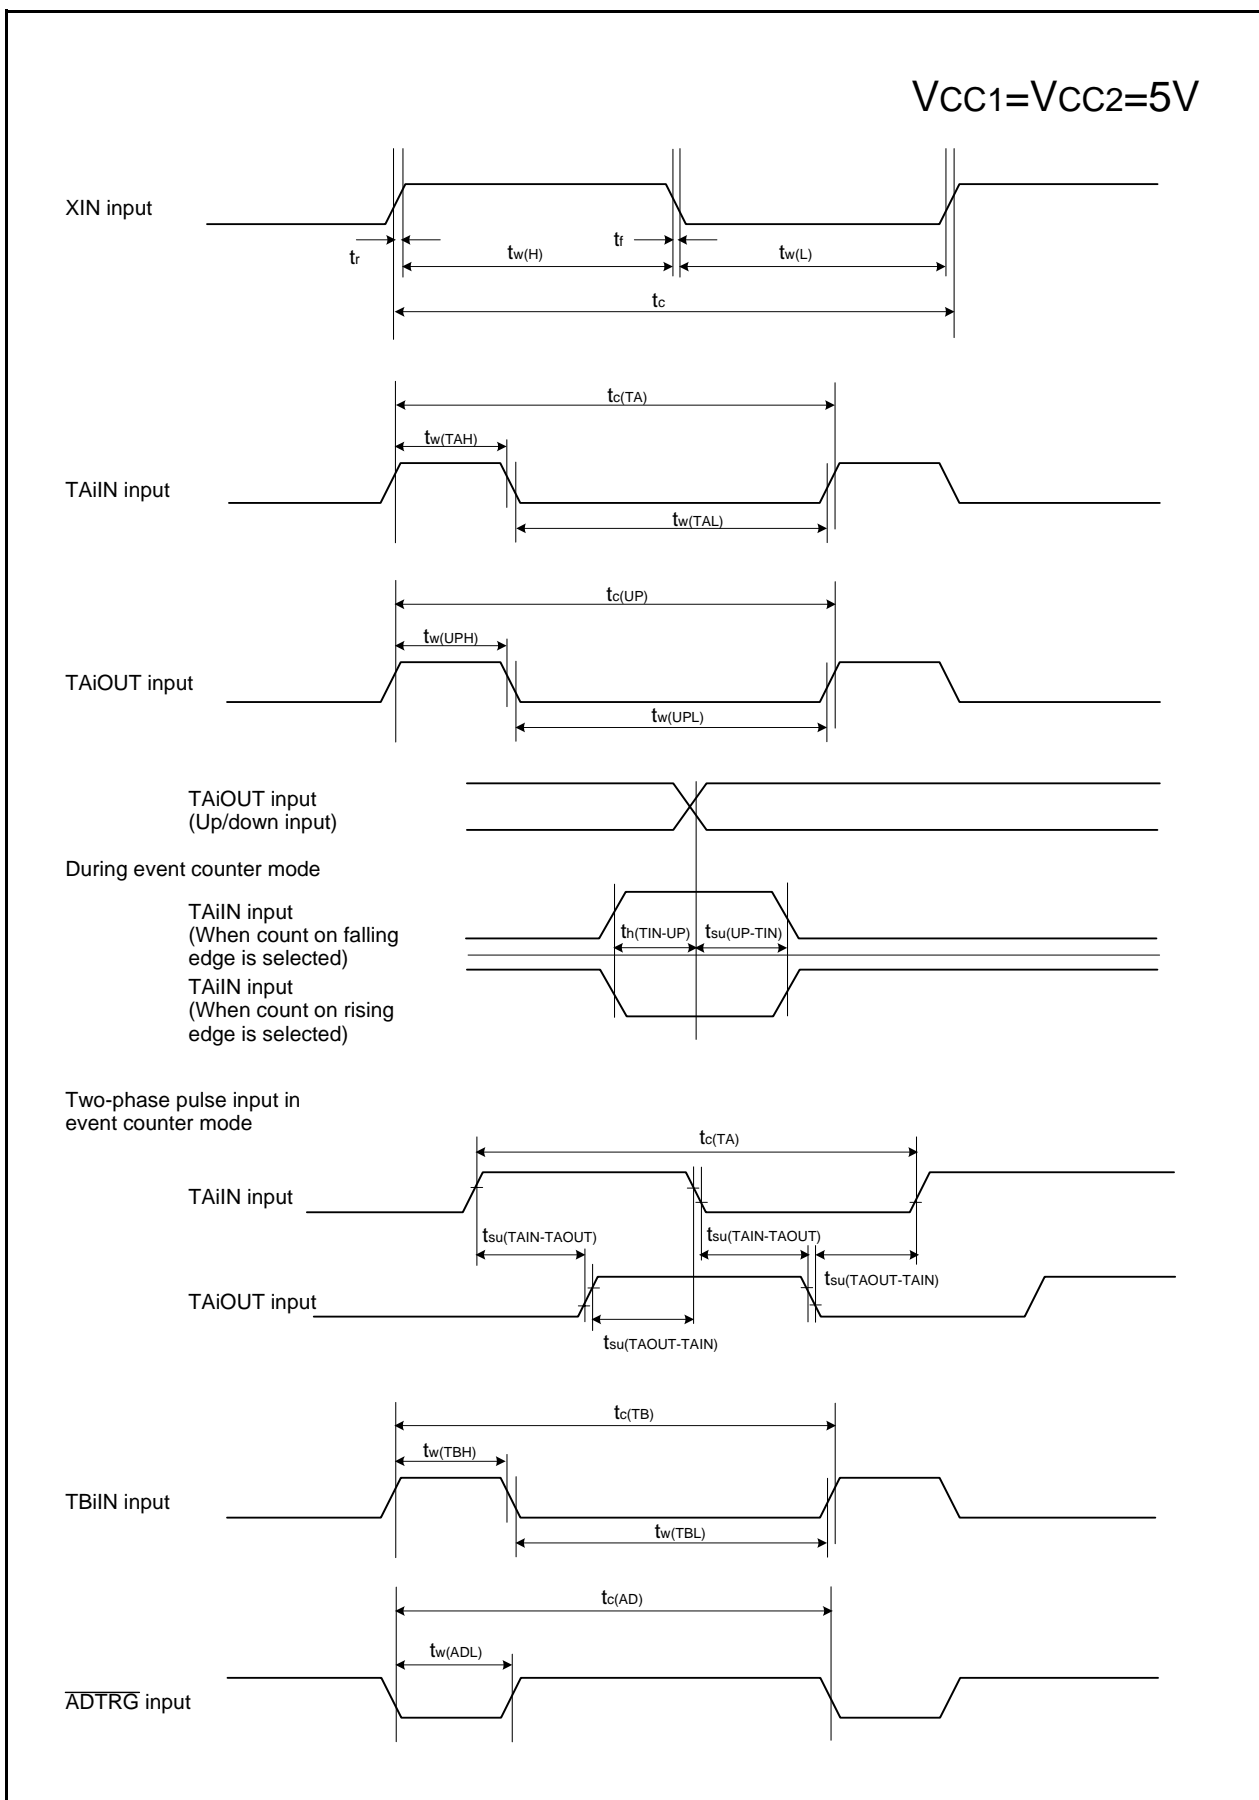 VCC1=VCC2=5V
XIN input
tr
tw(H)
tf
tw(L)
tc
tc(TA)
tw(TAH)
TAiIN input
tw(TAL)
tc(UP)
tw(UPH)
TAiOUT input
tw(UPL)
TAiOUT input
(Up/down input)
During event counter mode
TAiIN input
(When count on falling
edge is selected)
th(TIN-UP)
tsu(UP-TIN)
TAiIN input
(When count on rising
edge is selected)
Two-phase pulse input in
event counter mode
tc(TA)
TAiIN input
tsu(TAIN-TAOUT)
tsu(TAIN-TAOUT)
tsu(TAOUT-TAIN)
TAiOUT input
tsu(TAOUT-TAIN)
tc(TB)
tw(TBH)
TBiIN input
tw(TBL)
tc(AD)
tw(ADL)
ADTRG input